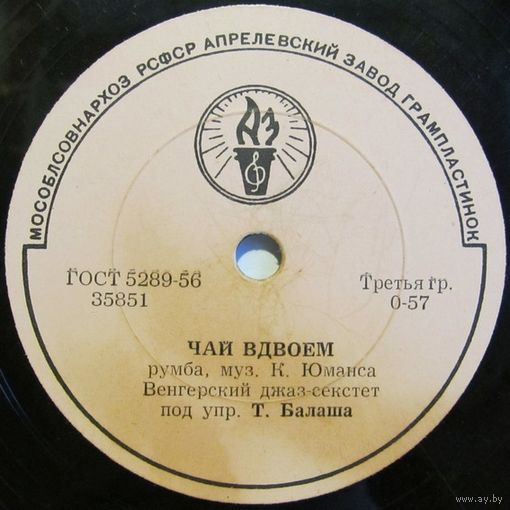 МОСОБЛСОВНАРХОЗ РСФСР АПРЕЛЕВСКИЙ ЗАВОД ГРАМПЛАСТИНОК
АЗ
ГОСТ 5289-56
35851
Третья гр.
0-57
ЧАЙ ВДВОЕМ
румба, муз. К. Юманса
Венгерский джаз-секстет
под упр. Т. Балаша
www.ay.by